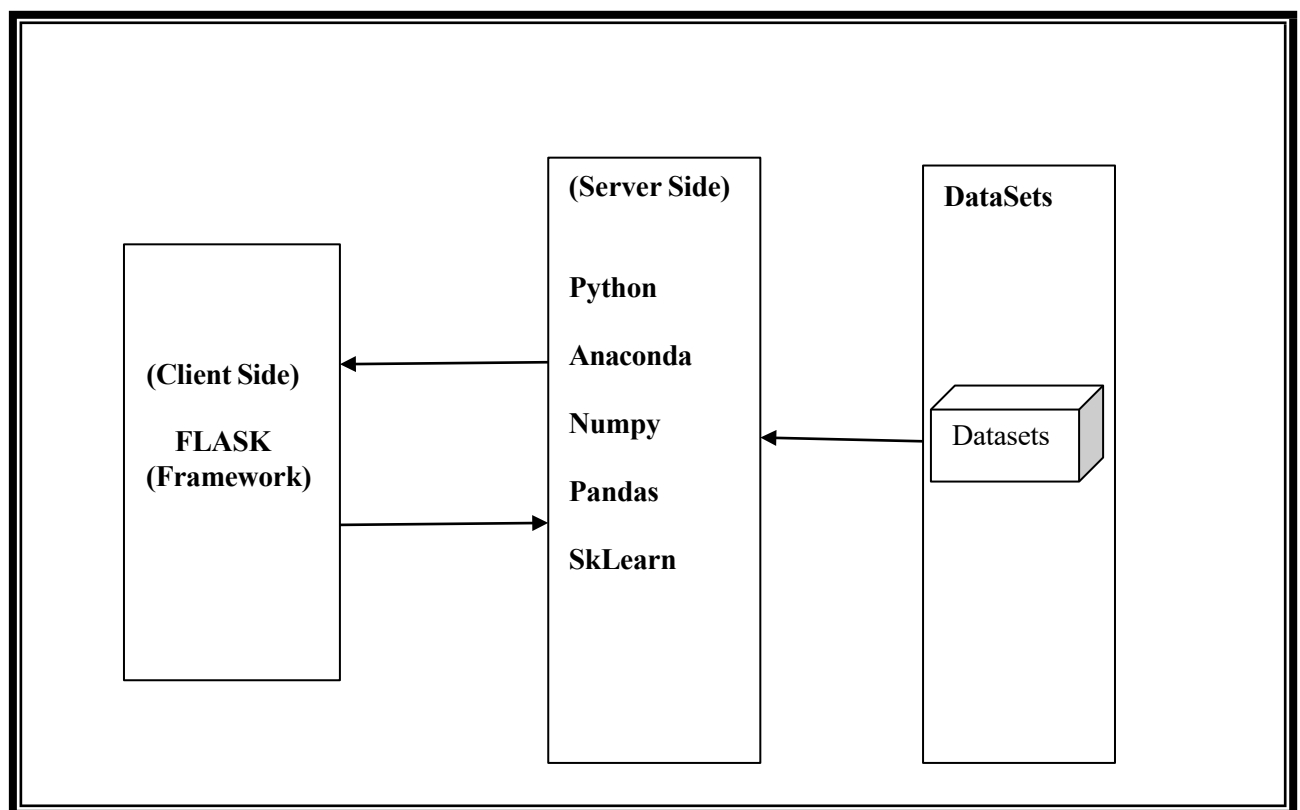 (Client Side)
FLASK
(Framework)
(Server Side)
Python
Anaconda
Numpy
Pandas
SkLearn
DataSets
Datasets